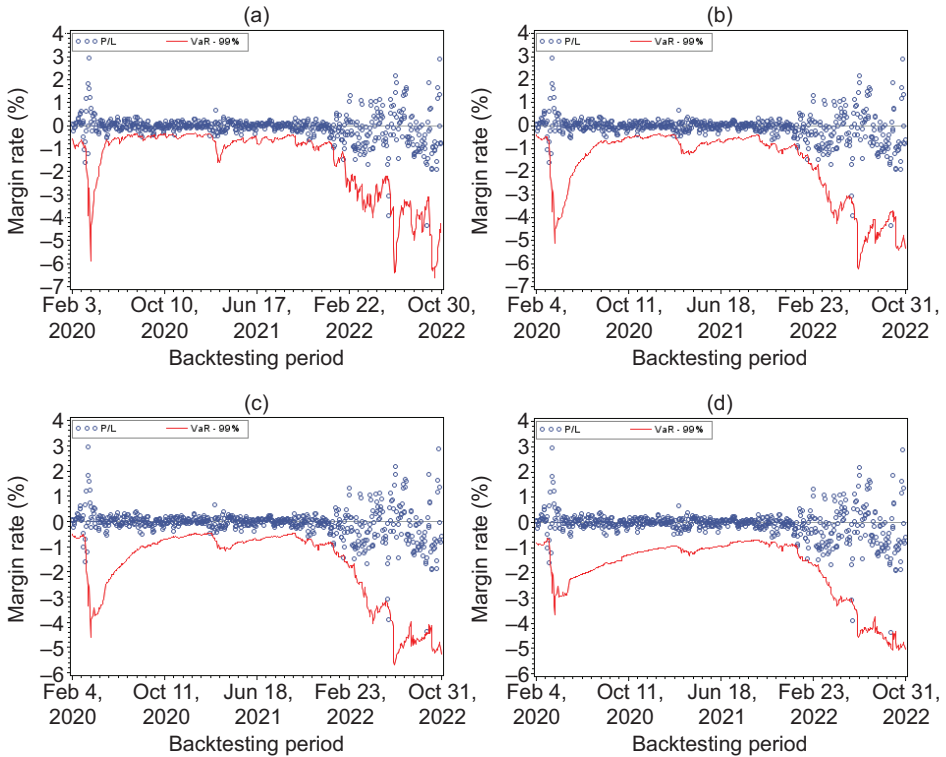 (a)
P/L VaR - 99%
Margin rate (%)
4
3
2
1
0
–1
–2
–3
–4
–5
–6
–7
Feb 3, Oct 10, Jun 17, Feb 22, Oct 30,
2020 2020 2021 2022 2022
Backtesting period
(b)
P/L VaR - 99%
Margin rate (%)
4
3
2
1
0
–1
–2
–3
–4
–5
–6
–7
Feb 4, Oct 11, Jun 18, Feb 23, Oct 31,
2020 2020 2021 2022 2022
Backtesting period
(c)
P/L VaR - 99%
Margin rate (%)
4
3
2
1
0
–1
–2
–3
–4
–5
–6
Feb 4, Oct 11, Jun 18, Feb 23, Oct 31,
2020 2020 2021 2022 2022
Backtesting period
(d)
P/L VaR - 99%
Margin rate (%)
4
3
2
1
0
–1
–2
–3
–4
–5
–6
Feb 4, Oct 11, Jun 18, Feb 23, Oct 31,
2020 2020 2021 2022 2022
Backtesting period